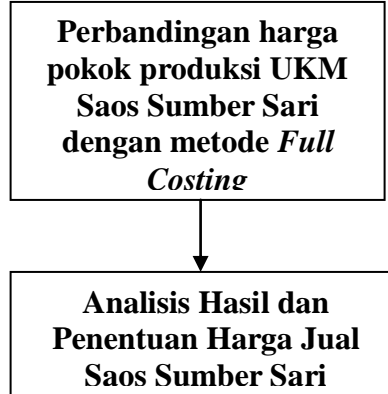 Perbandingan harga
pokok produksi UKM
Saos Sumber Sari
dengan metode Full
Costing
Analisis Hasil dan
Penentuan Harga Jual
Saos Sumber Sari